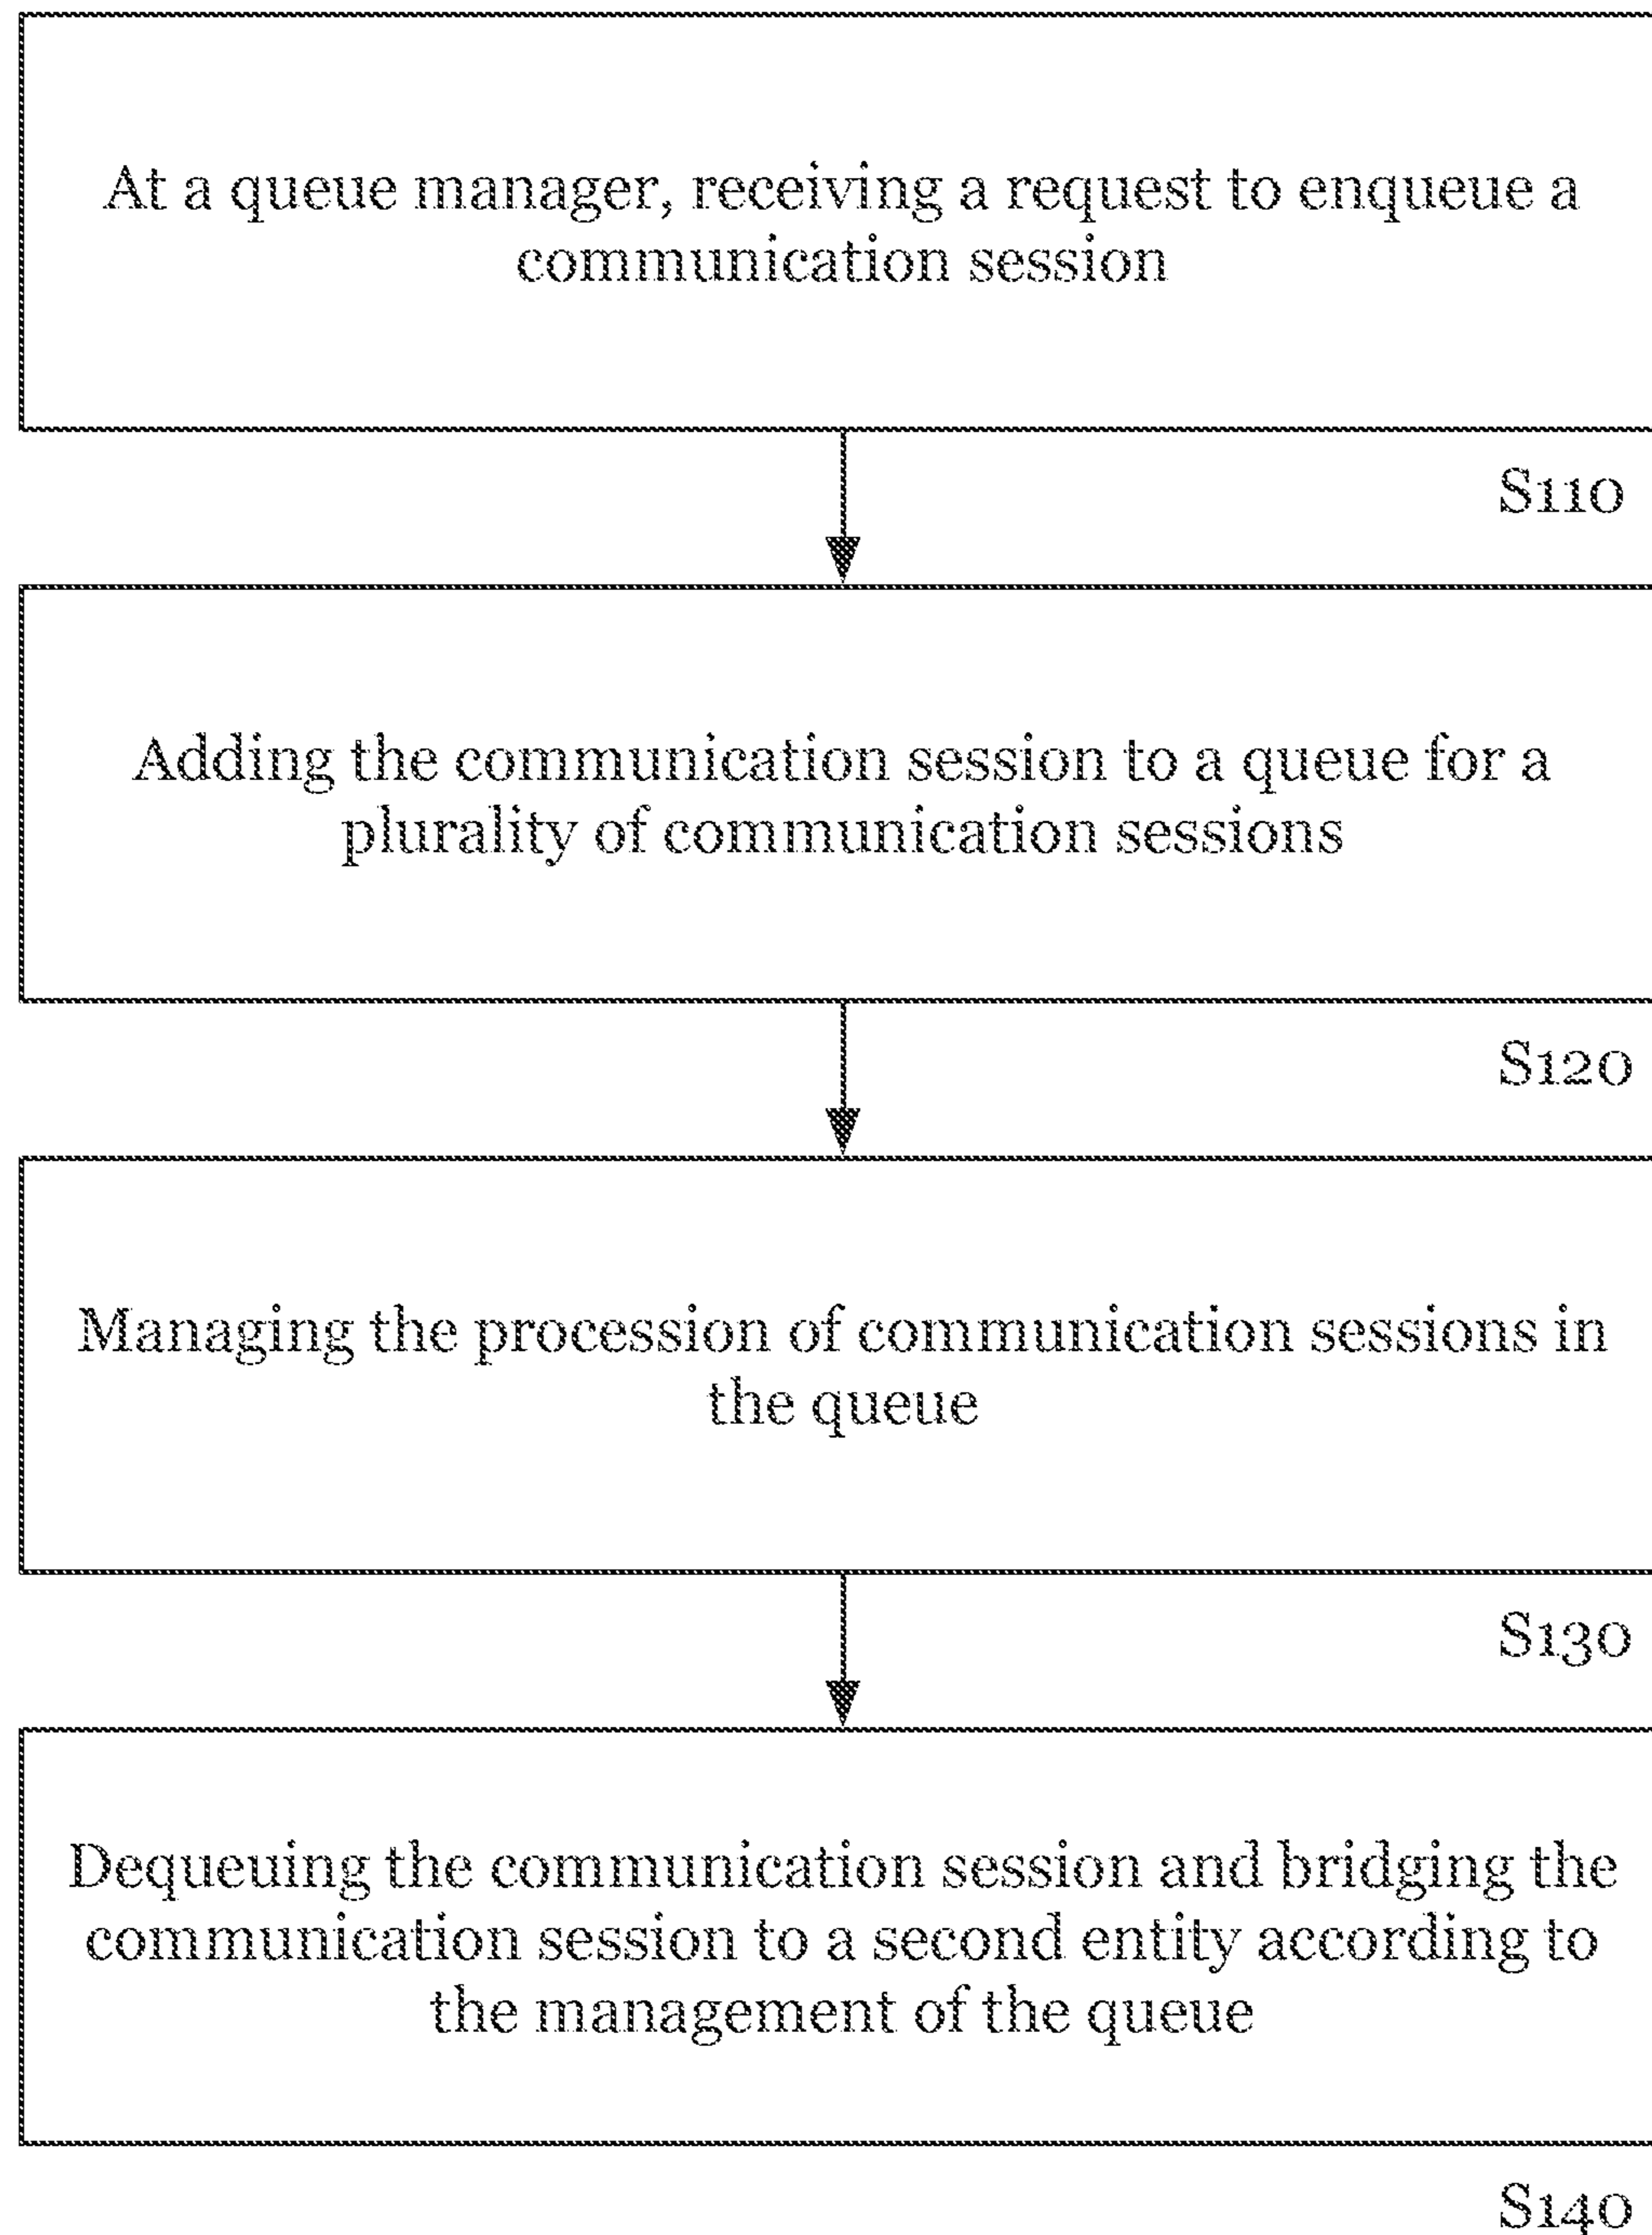 At a queue manager, receiving a request to enqueue a
communication session
S110
Adding the communication session to a queue for a
plurality of communication sessions
S120
Managing the procession of communication sessions in
the queue
S130
Dequeuing the communication session and bridging the
communication session to a second entity according to
the management of the queue
S140